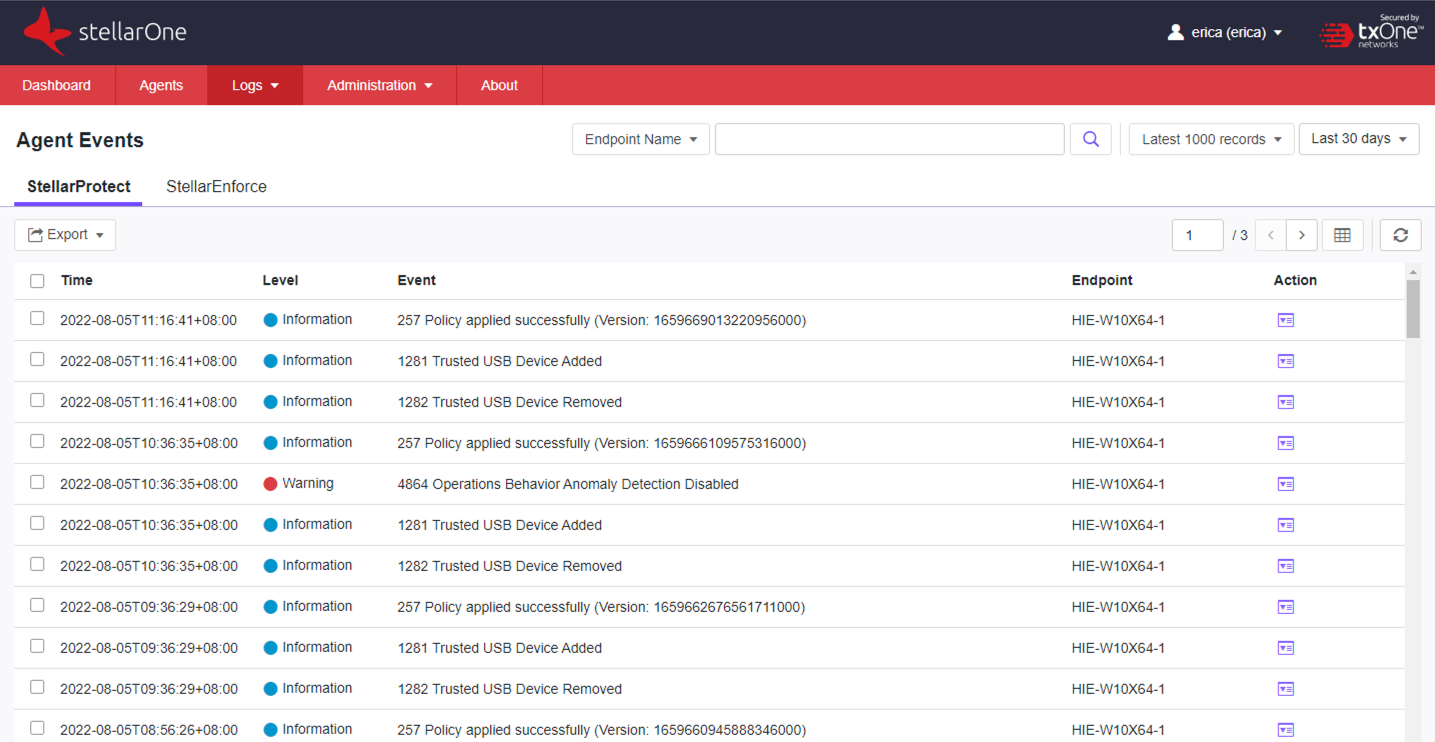 stellarOne
erica (erica)
Secured by
txOne™
networks
Dashboard Agents Logs Administration About
Agent Events
Endpoint Name
Latest 1000 records
Last 30 days
StellarProtect StellarEnforce
Export
1 / 3
Time Level Event Endpoint Action
2022-08-05T11:16:41+08:00 Information 257 Policy applied successfully (Version: 1659669013220956000) HIE-W10X64-1
2022-08-05T11:16:41+08:00 Information 1281 Trusted USB Device Added HIE-W10X64-1
2022-08-05T11:16:41+08:00 Information 1282 Trusted USB Device Removed HIE-W10X64-1
2022-08-05T10:36:35+08:00 Information 257 Policy applied successfully (Version: 1659666109575316000) HIE-W10X64-1
2022-08-05T10:36:35+08:00 Warning 4864 Operations Behavior Anomaly Detection Disabled HIE-W10X64-1
2022-08-05T10:36:35+08:00 Information 1281 Trusted USB Device Added HIE-W10X64-1
2022-08-05T10:36:35+08:00 Information 1282 Trusted USB Device Removed HIE-W10X64-1
2022-08-05T09:36:29+08:00 Information 257 Policy applied successfully (Version: 1659662676561711000) HIE-W10X64-1
2022-08-05T09:36:29+08:00 Information 1281 Trusted USB Device Added HIE-W10X64-1
2022-08-05T09:36:29+08:00 Information 1282 Trusted USB Device Removed HIE-W10X64-1
2022-08-05T08:56:26+08:00 Information 257 Policy applied successfully (Version: 1659660945888346000) HIE-W10X64-1